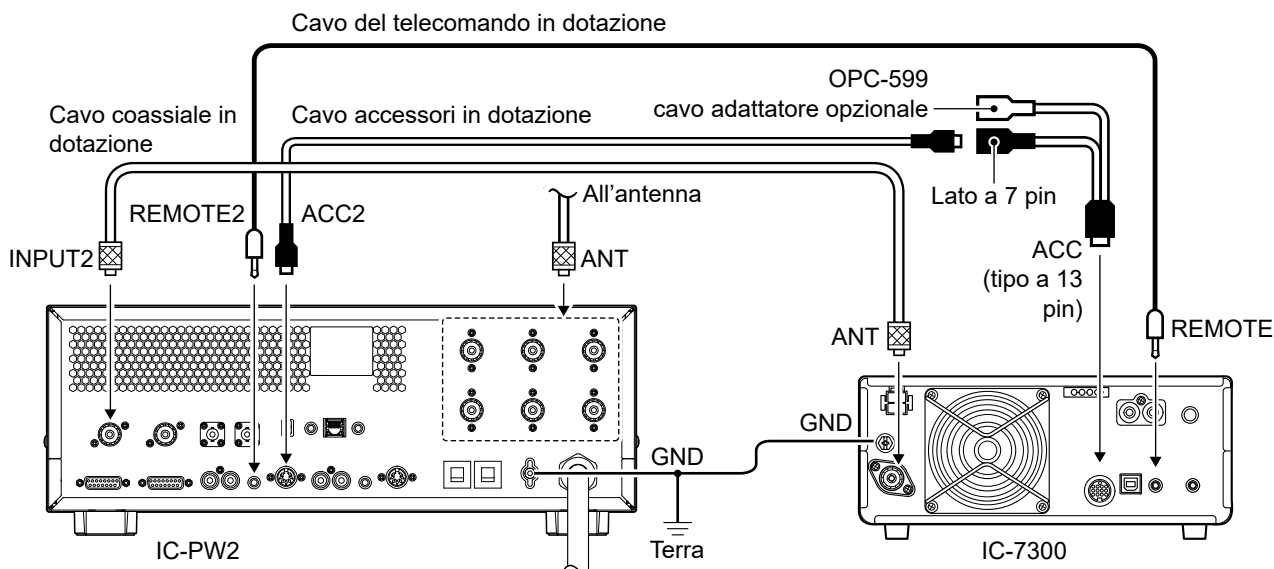 Cavo del telecomando in dotazione
OPC-599
cavo adattatore opzionale
Cavo coassiale in
dotazione
Cavo accessori in dotazione
All'antenna
Lato a 7 pin
REMOTE2
ACC2
INPUT2
ANT
ACC
(tipo a 13
pin)
ANT
REMOTE
GND
GND
Terra
IC-PW2
IC-7300